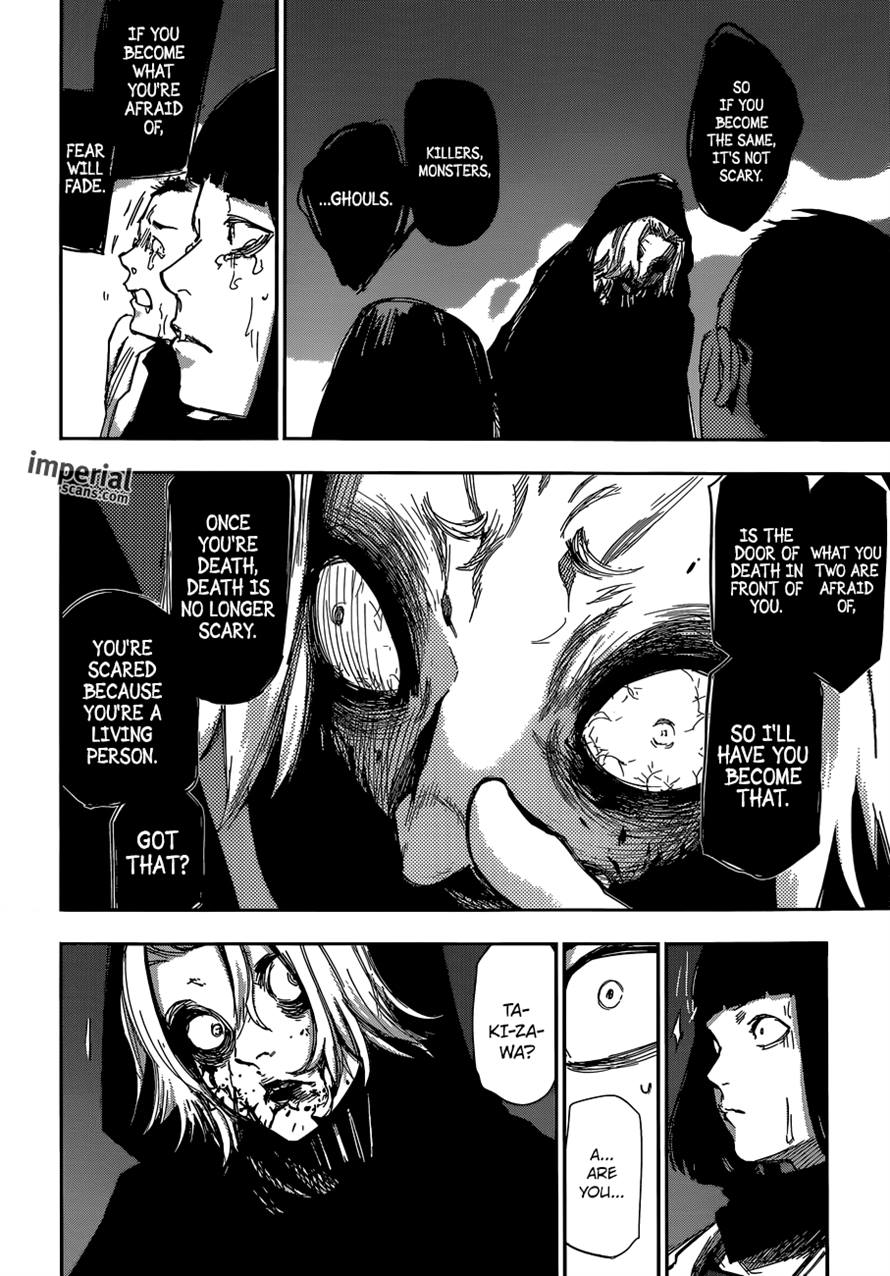 SO
IF YOU
BECOME
THE SAME,
IT'S NOT
SCARY.
KILLERS,
MONSTERS,
...GHOULS.
IF YOU
BECOME
WHAT
YOU'RE
AFRAID
OF,
FEAR
WILL
FADE.
imperial
scans.com
WHAT YOU
TWO ARE
AFRAID
OF,
IS THE
DOOR OF
DEATH IN
FRONT OF
YOU.
SO I'LL
HAVE YOU
BECOME
THAT.
ONCE
YOU'RE
DEATH,
DEATH IS
NO LONGER
SCARY.
YOU'RE
SCARED
BECAUSE
YOU'RE A
LIVING
PERSON.
GOT
THAT?
A...
ARE
YOU...
TA-
KI-ZA-
WA?